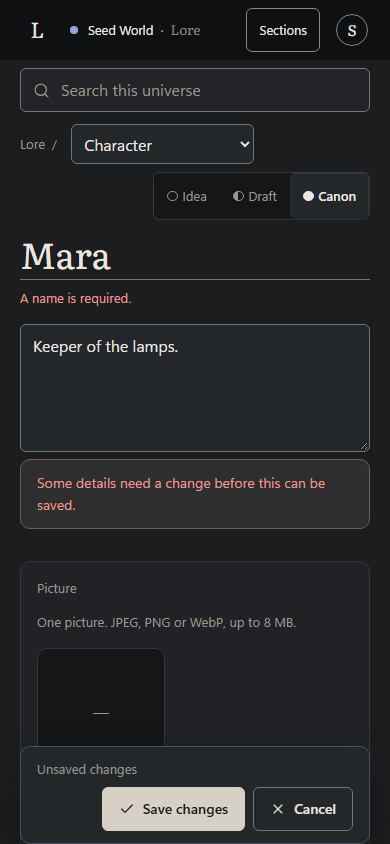 L Seed World · Lore Sections S
Search this universe
Lore / Character
Idea Draft Canon
Mara
A name is required.
Keeper of the lamps.
Some details need a change before this can be
saved.
Picture
One picture. JPEG, PNG or WebP, up to 8 MB.
—
Unsaved changes
Save changes Cancel